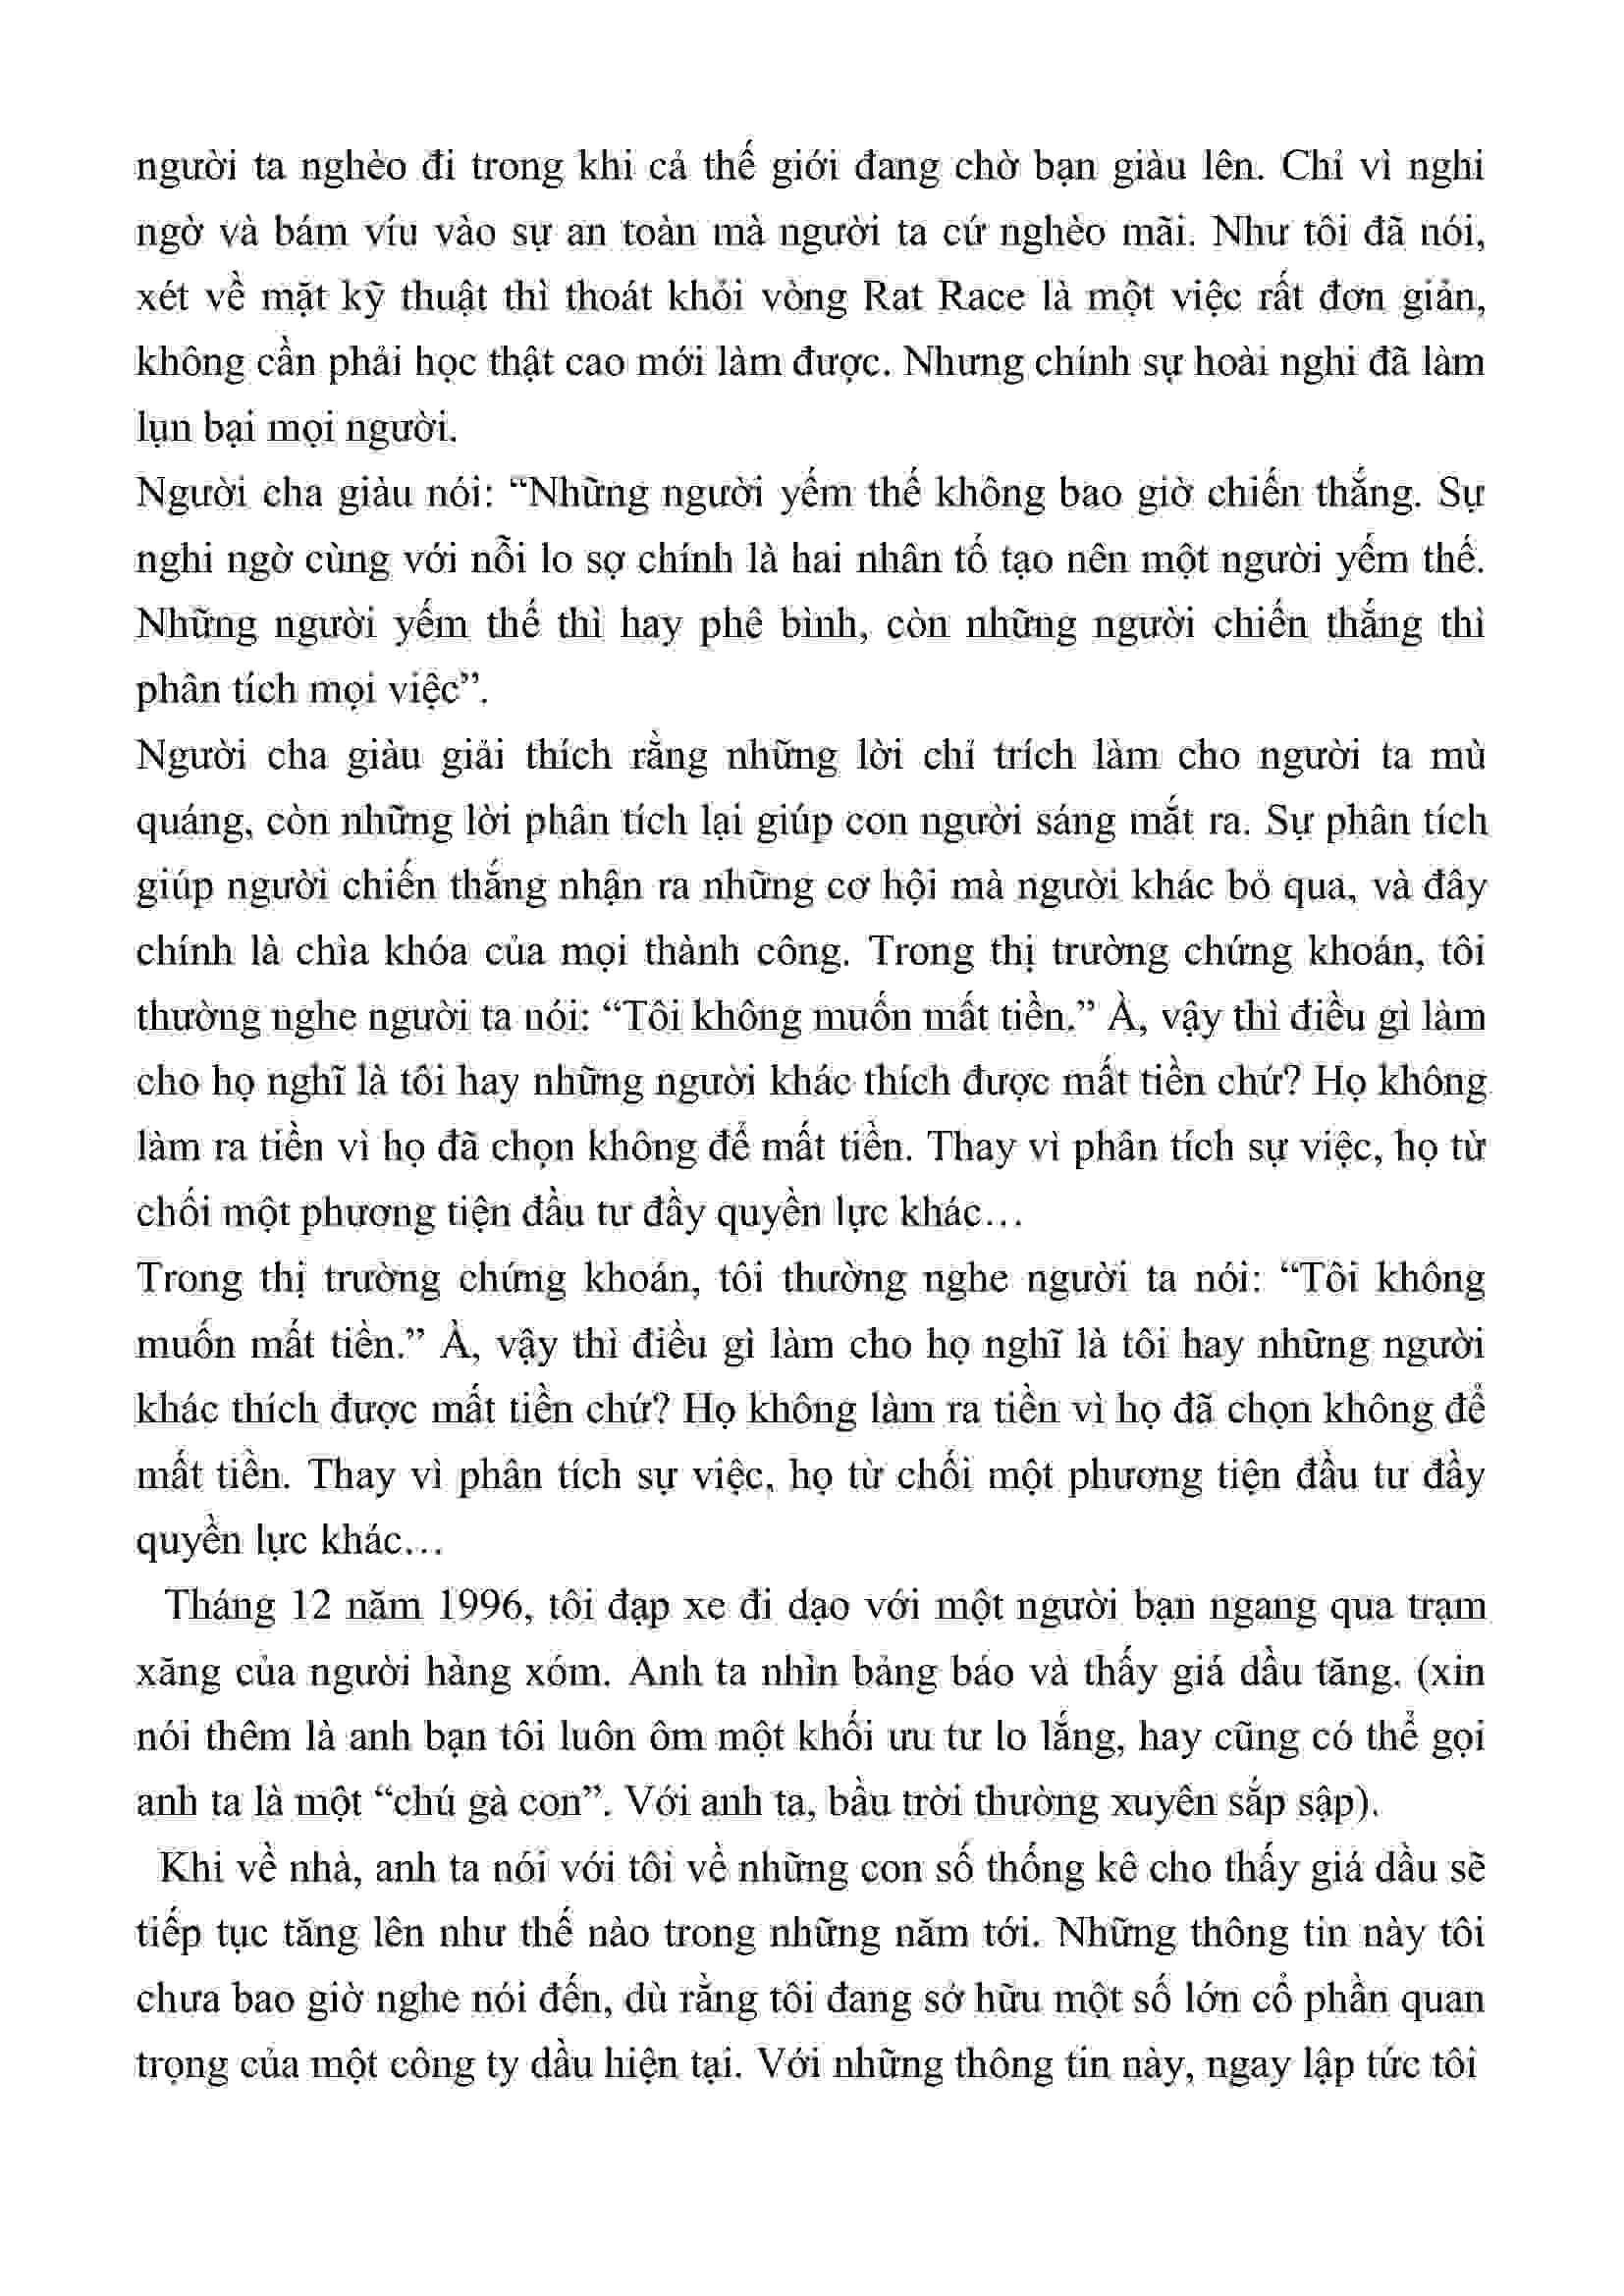 người ta nghèo đi trong khi cả thế giới đang chờ bạn giàu lên. Chỉ vì nghi
ngờ và bám víu vào sự an toàn mà người ta cứ nghèo mãi. Như tôi đã nói,
xét về mặt kỹ thuật thì thoát khỏi vòng Rat Race là một việc rất đơn giản,
không cần phải học thật cao mới làm được. Nhưng chính sự hoài nghi đã làm
lụn bại mọi người.
Người cha giàu nói: “Những người yếm thế không bao giờ chiến thắng. Sự
nghi ngờ cùng với nỗi lo sợ chính là hai nhân tố tạo nên một người yếm thế.
Những người yếm thế thì hay phê bình, còn những người chiến thắng thì
phân tích mọi việc”.
Người cha giàu giải thích rằng những lời chỉ trích làm cho người ta mù
quáng, còn những lời phân tích lại giúp con người sáng mắt ra. Sự phân tích
giúp người chiến thắng nhận ra những cơ hội mà người khác bỏ qua, và đây
chính là chìa khóa của mọi thành công. Trong thị trường chứng khoán, tôi
thường nghe người ta nói: “Tôi không muốn mất tiền.” À, vậy thì điều gì làm
cho họ nghĩ là tôi hay những người khác thích được mất tiền chứ? Họ không
làm ra tiền vì họ đã chọn không để mất tiền. Thay vì phân tích sự việc, họ từ
chối một phương tiện đầu tư đầy quyền lực khác…
Trong thị trường chứng khoán, tôi thường nghe người ta nói: “Tôi không
muốn mất tiền.” À, vậy thì điều gì làm cho họ nghĩ là tôi hay những người
khác thích được mất tiền chứ? Họ không làm ra tiền vì họ đã chọn không để
mất tiền. Thay vì phân tích sự việc, họ từ chối một phương tiện đầu tư đầy
quyền lực khác…
Tháng 12 năm 1996, tôi đạp xe đi dạo với một người bạn ngang qua trạm
xăng của người hàng xóm. Anh ta nhìn bảng báo và thấy giá dầu tăng. (xin
nói thêm là anh bạn tôi luôn ôm một khối ưu tư lo lắng, hay cũng có thể gọi
anh ta là một “chú gà con”. Với anh ta, bầu trời thường xuyên sắp sập).
Khi về nhà, anh ta nói với tôi về những con số thống kê cho thấy giá dầu sẽ
tiếp tục tăng lên như thế nào trong những năm tới. Những thông tin này tôi
chưa bao giờ nghe nói đến, dù rằng tôi đang sở hữu một số lớn cổ phần quan
trọng của một công ty dầu hiện tại. Với những thông tin này, ngay lập tức tôi